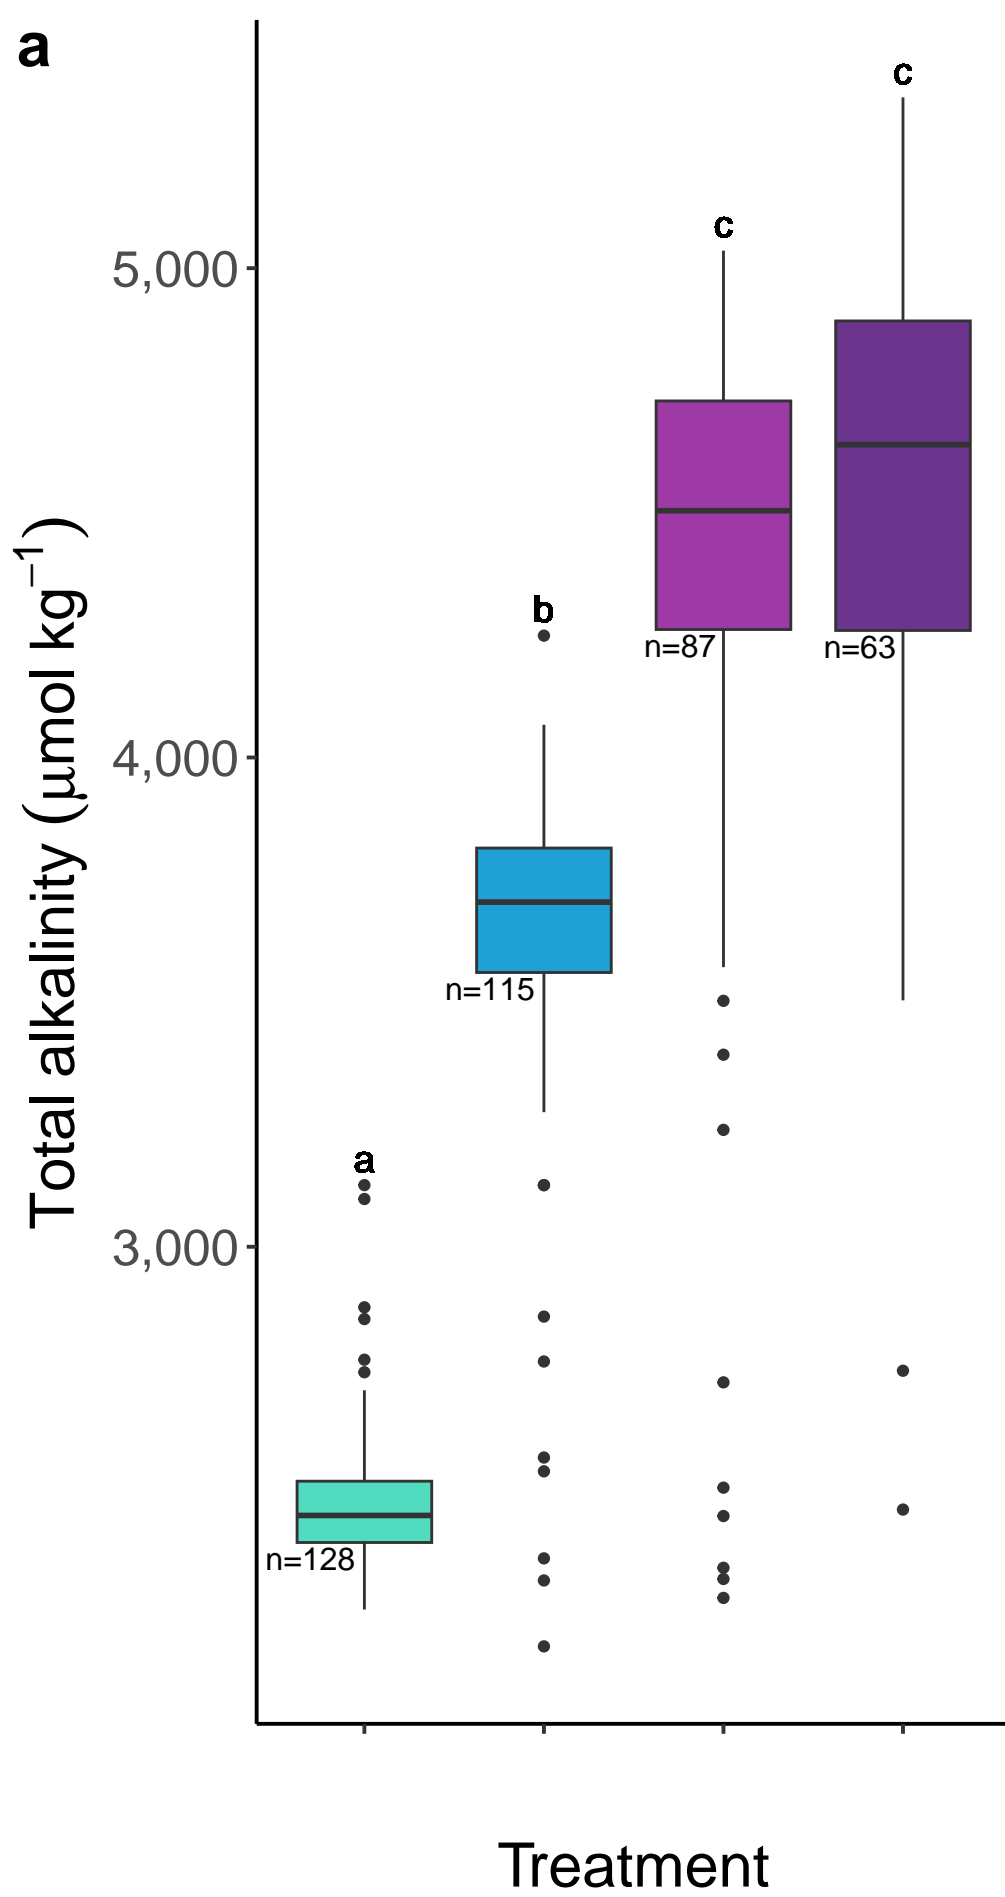 a
c
c
5,000
b
n=87
n=63
4,000
Total alkalinity (μmol kg⁻¹)
n=115
a
3,000
n=128
Treatment